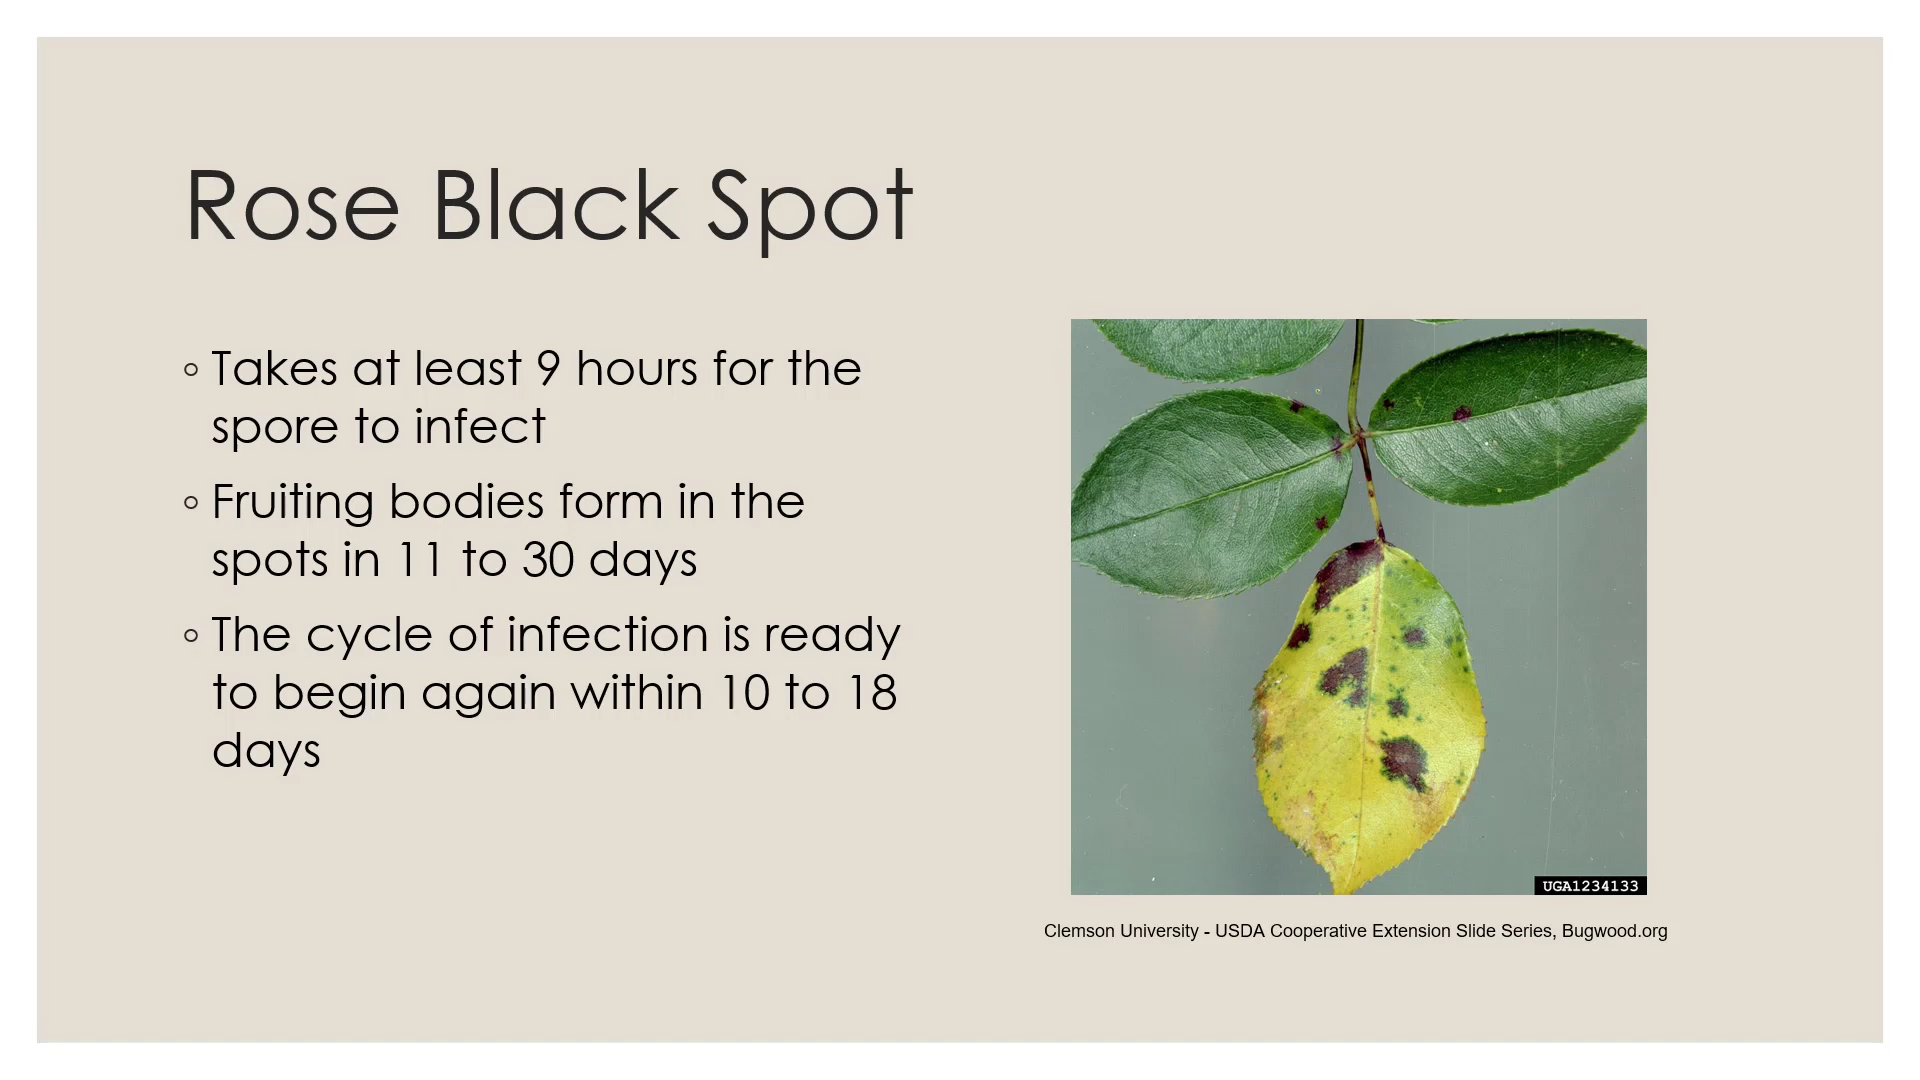 Rose Black Spot
◦ Takes at least 9 hours for the
spore to infect
◦ Fruiting bodies form in the
spots in 11 to 30 days
◦ The cycle of infection is ready
to begin again within 10 to 18
days
UGA1234133
Clemson University - USDA Cooperative Extension Slide Series, Bugwood.org